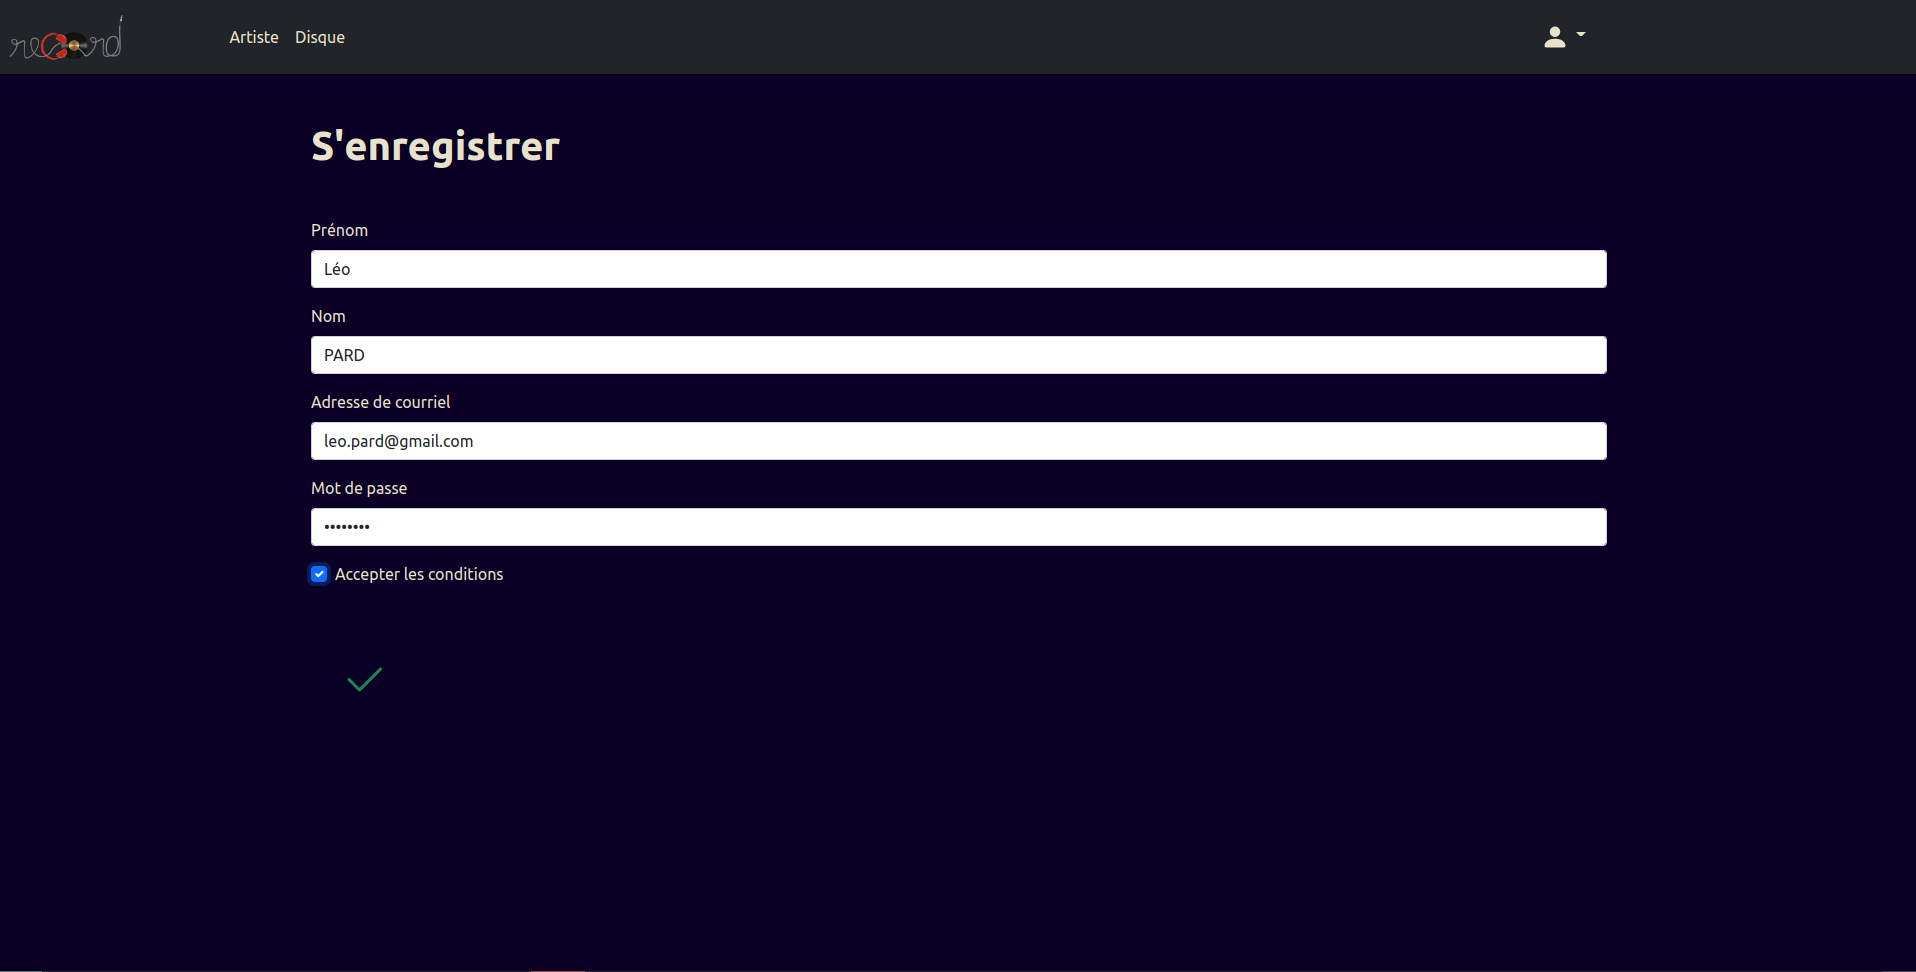 record
Artiste Disque
S'enregistrer
Prénom
Léo
Nom
PARD
Adresse de courriel
leo.pard@gmail.com
Mot de passe
••••••••
Accepter les conditions